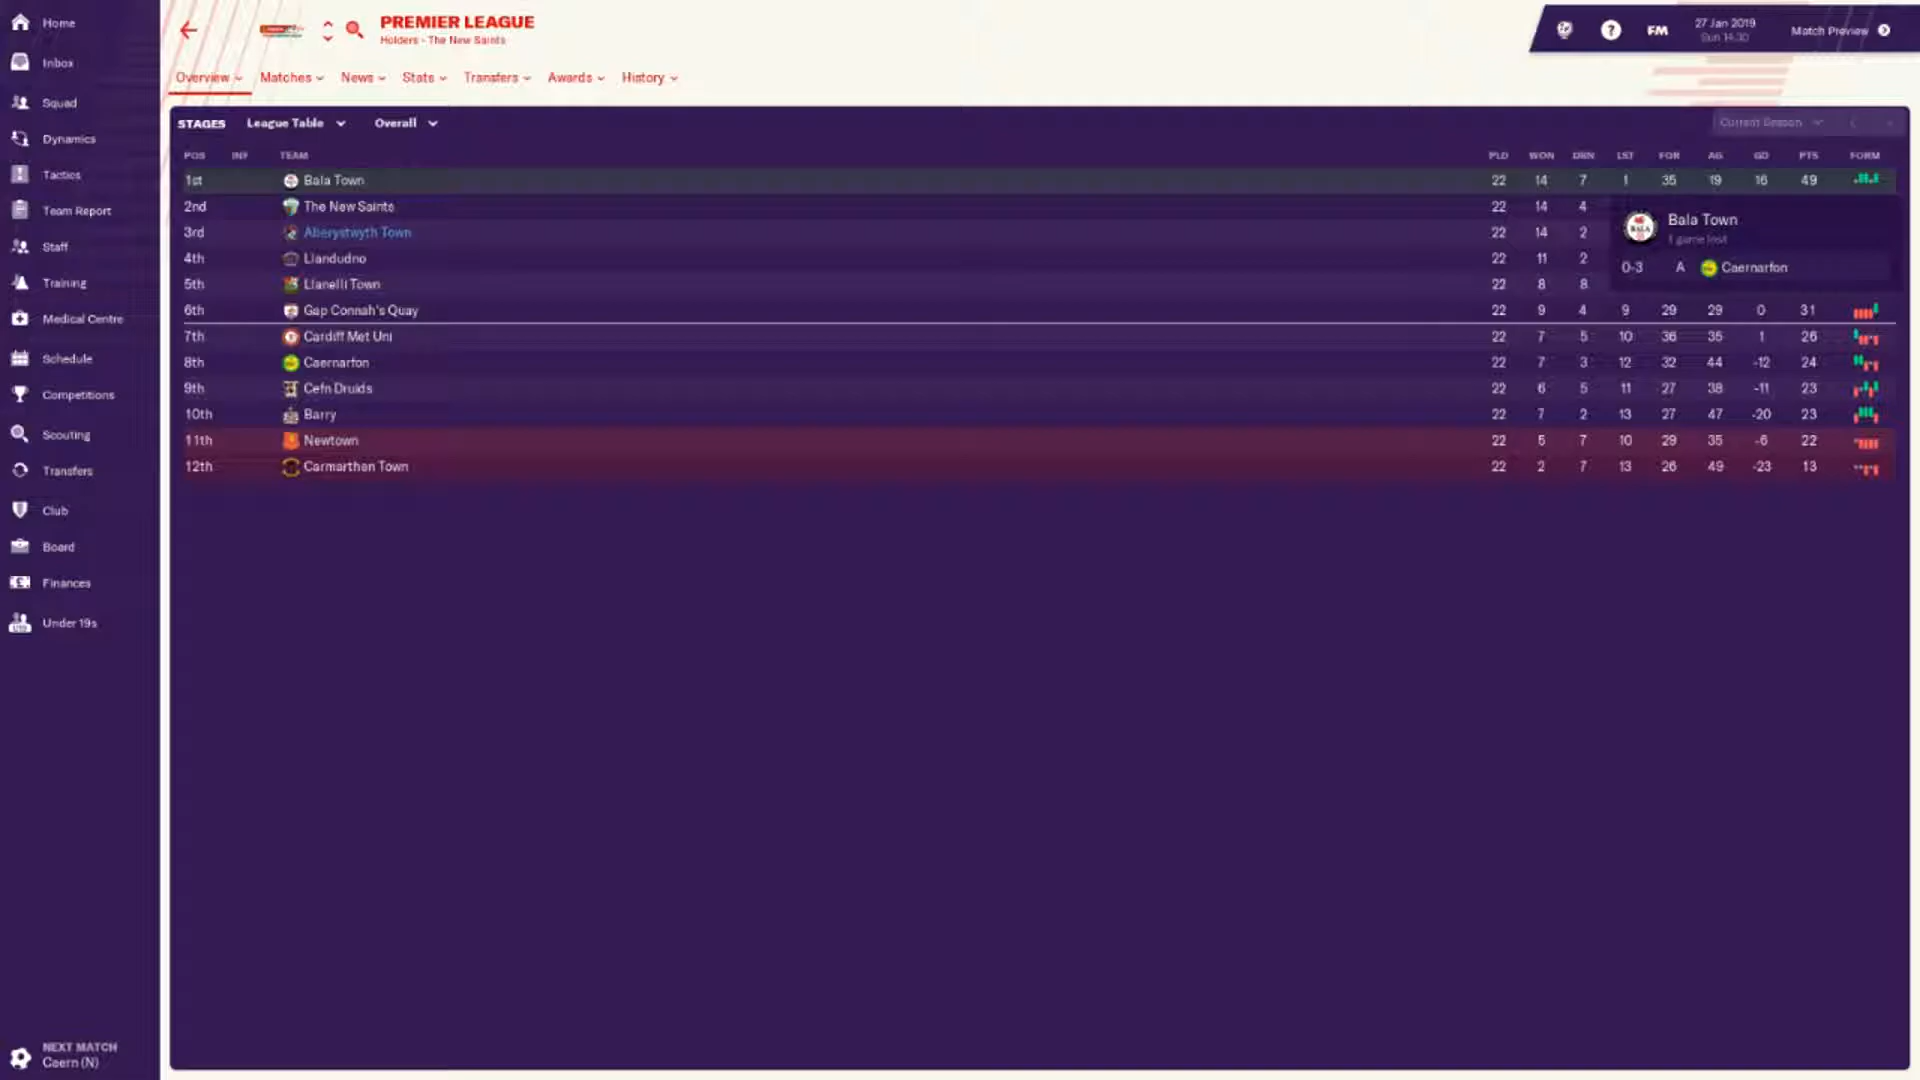 Home
Inbox
Squad
Dynamics
Tactics
Team Report
Staff
Training
Medical Centre
Schedule
Competitions
Scouting
Transfers
Club
Board
Finances
Under 19s
NEXT MATCH
Caern (N)
PREMIER LEAGUE
Holders - The New Saints
? FM 27 Jan 2019 Sun 14:30 Match Preview
Overview Matches News Stats Transfers Awards History
STAGES League Table Overall Current Season
POS INF TEAM PLD WON DRN LST FOR AG GD PTS FORM
1st Bala Town 22 14 7 1 35 19 16 49
2nd The New Saints 22 14 4
3rd Aberystwyth Town 22 14 2
4th Llandudno 22 11 2
5th Llanelli Town 22 8 8
Bala Town
1 game lost
0-3 A Caernarfon
6th Gap Connah's Quay 22 9 4 9 29 29 0 31
7th Cardiff Met Uni 22 7 5 10 36 35 1 26
8th Caernarfon 22 7 3 12 32 44 -12 24
9th Cefn Druids 22 6 5 11 27 38 -11 23
10th Barry 22 7 2 13 27 47 -20 23
11th Newtown 22 5 7 10 29 35 -6 22
12th Carmarthen Town 22 2 7 13 26 49 -23 13